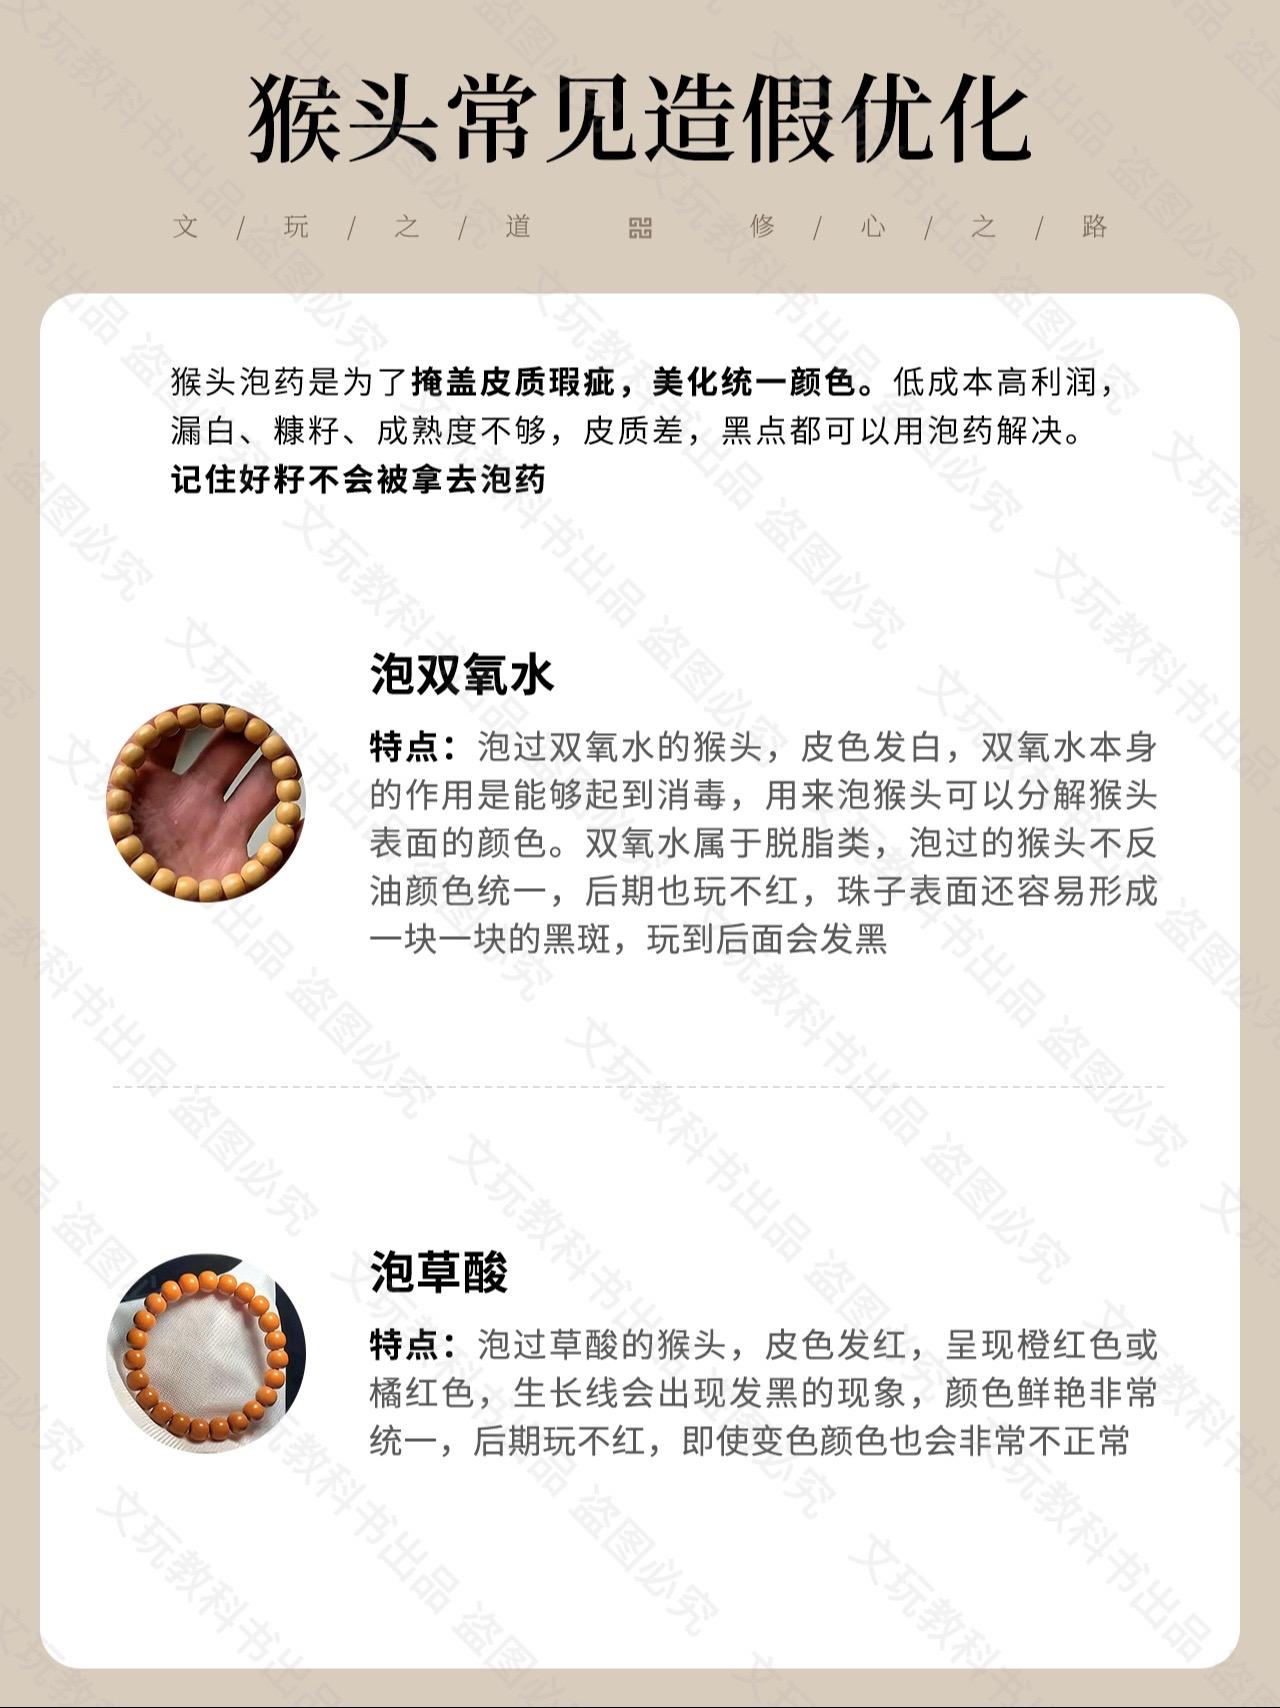 猴头常见造假优化
文 / 玩 / 之 / 道 修 / 心 / 之 / 路
猴头泡药是为了掩盖皮质瑕疵，美化统一颜色。低成本高利润，
漏白、糠籽、成熟度不够，皮质差，黑点都可以用泡药解决。
记住好籽不会被拿去泡药
泡双氧水
特点：泡过双氧水的猴头，皮色发白，双氧水本身
的作用是能够起到消毒，用来泡猴头可以分解猴头
表面的颜色。双氧水属于脱脂类，泡过的猴头不反
油颜色统一，后期也玩不红，珠子表面还容易形成
一块一块的黑斑，玩到后面会发黑
泡草酸
特点：泡过草酸的猴头，皮色发红，呈现橙红色或
橘红色，生长线会出现发黑的现象，颜色鲜艳非常
统一，后期玩不红，即使变色颜色也会非常不正常
文玩教科书出品 盗图必究